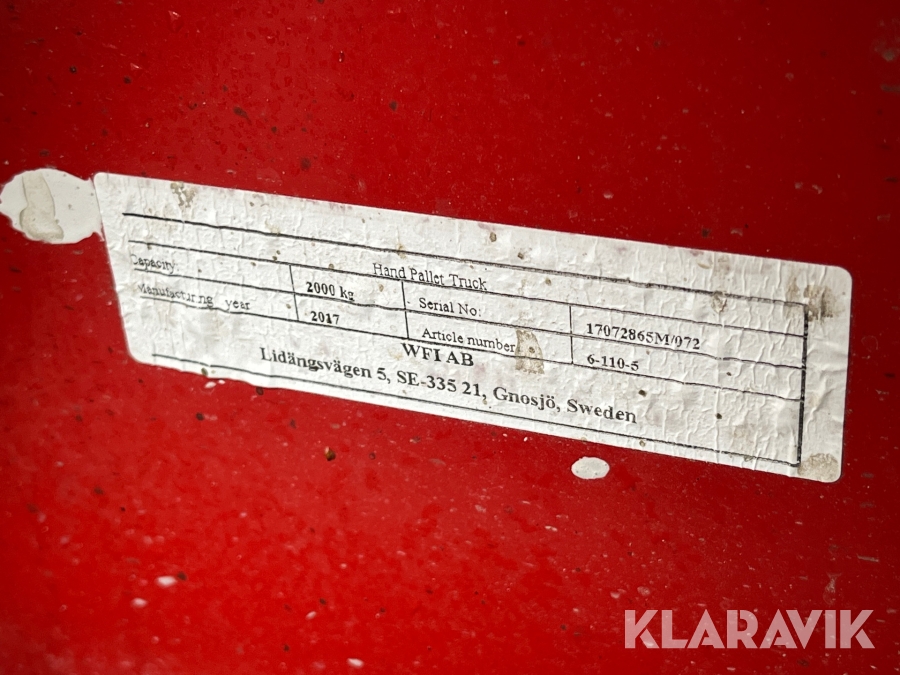 Hand Pallet Truck
Capacity 2000 kg Serial No: 17072865M/072
Manufacturing year 2017 Article number 6-110-5
WFI AB
Lidängsvägen 5, SE-335 21, Gnosjö, Sweden
KLARAVIK